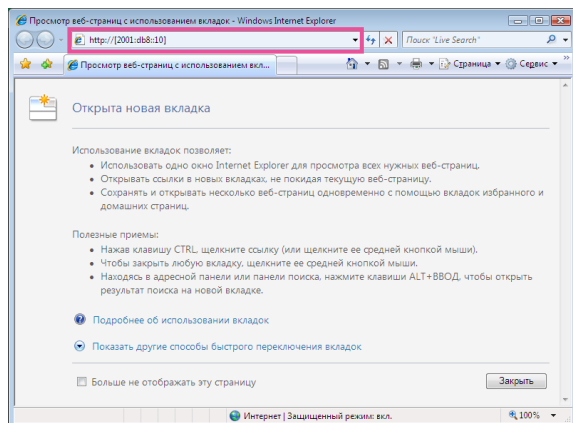 Просмотр веб-страниц с использованием вкладок - Windows Internet Explorer
http://[2001:db8::10]
Поиск "Live Search"
Просмотр веб-страниц с использованием вкл...
Страница
Сервис
Открыта новая вкладка
Использование вкладок позволяет:
• Использовать одно окно Internet Explorer для просмотра всех нужных веб-страниц.
• Открывать ссылки в новых вкладках, не покидая текущую веб-страницу.
• Сохранять и открывать несколько веб-страниц одновременно с помощью вкладок избранного и
домашних страниц.
Полезные приемы:
• Нажав клавишу CTRL, щелкните ссылку (или щелкните ее средней кнопкой мыши).
• Чтобы закрыть любую вкладку, щелкните ее средней кнопкой мыши.
• Находясь в адресной панели или панели поиска, нажмите клавиши ALT+ВВОД, чтобы открыть
результат поиска на новой вкладке.
Подробнее об использовании вкладок
Показать другие способы быстрого переключения вкладок
Больше не отображать эту страницу
Закрыть
Интернет | Защищенный режим: вкл.
100%